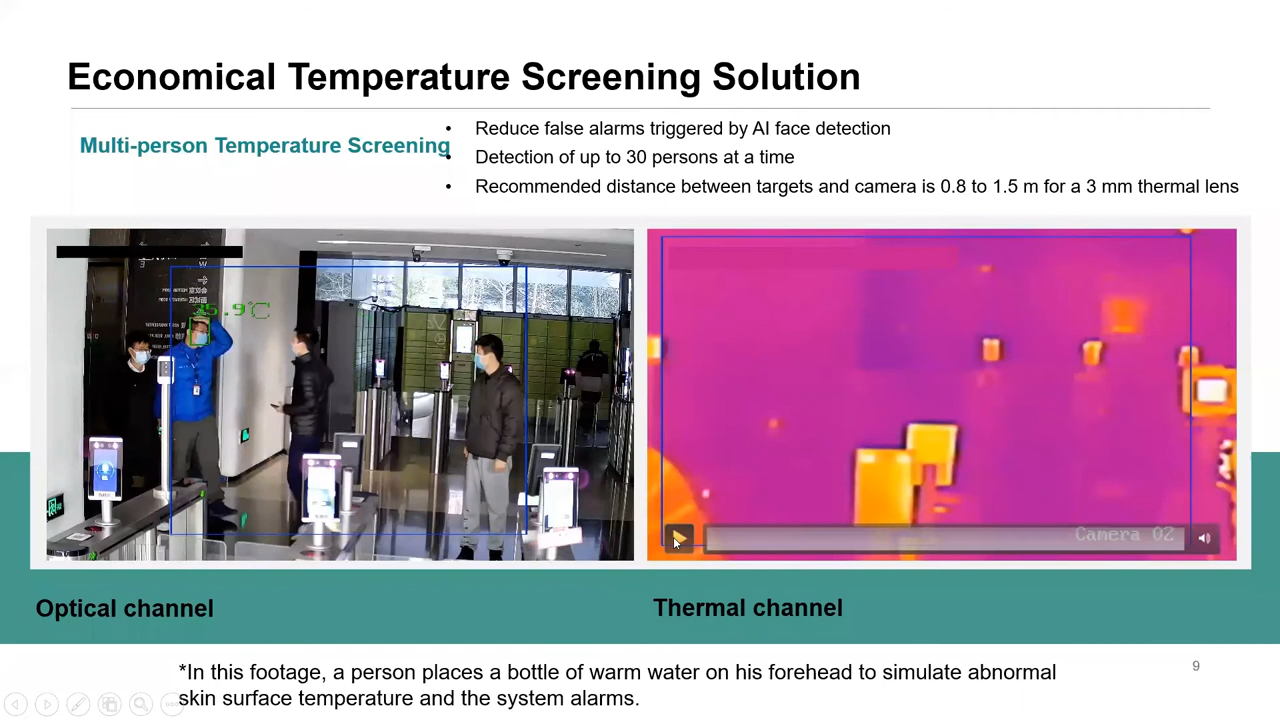 Economical Temperature Screening Solution
Multi-person Temperature Screening
• Reduce false alarms triggered by AI face detection
• Detection of up to 30 persons at a time
• Recommended distance between targets and camera is 0.8 to 1.5 m for a 3 mm thermal lens
35.9°C
Camera 02
Optical channel
Thermal channel
*In this footage, a person places a bottle of warm water on his forehead to simulate abnormal
skin surface temperature and the system alarms.
9